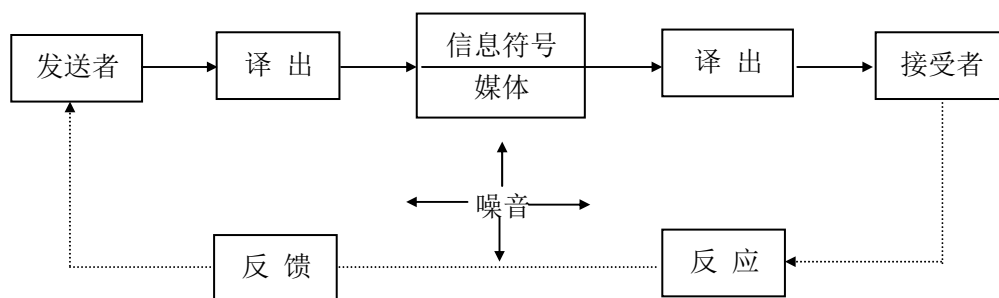 发送者
译 出
信息符号
媒体
译 出
接受者
噪音
反 馈
反 应